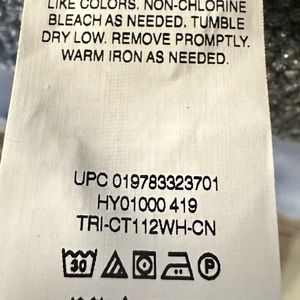 LIKE COLORS. NON-CHLORINE
BLEACH AS NEEDED. TUMBLE
DRY LOW. REMOVE PROMPTLY.
WARM IRON AS NEEDED.
UPC 019783323701
HY01000 419
TRI-CT112WH-CN
30 P